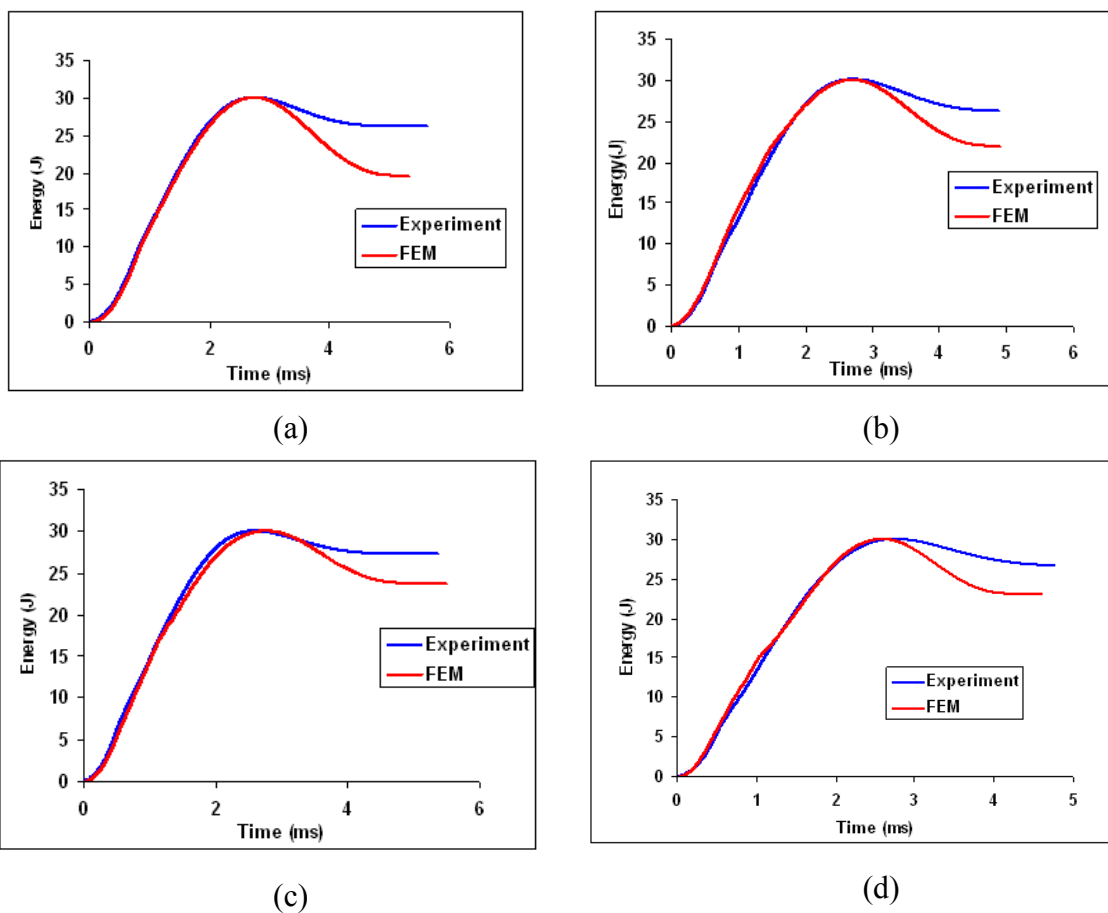 35
30
25
20
15
10
5
0
Energy (J)
0 2 4 6
Time (ms)
Experiment
FEM
(a)
35
30
25
20
15
10
5
0
Energy(J)
0 1 2 3 4 5 6
Time (ms)
Experiment
FEM
(b)
35
30
25
20
15
10
5
0
Energy (J)
0 2 4 6
Time (ms)
Experiment
FEM
(c)
35
30
25
20
15
10
5
0
Energy (J)
0 1 2 3 4 5
Time (ms)
Experiment
FEM
(d)